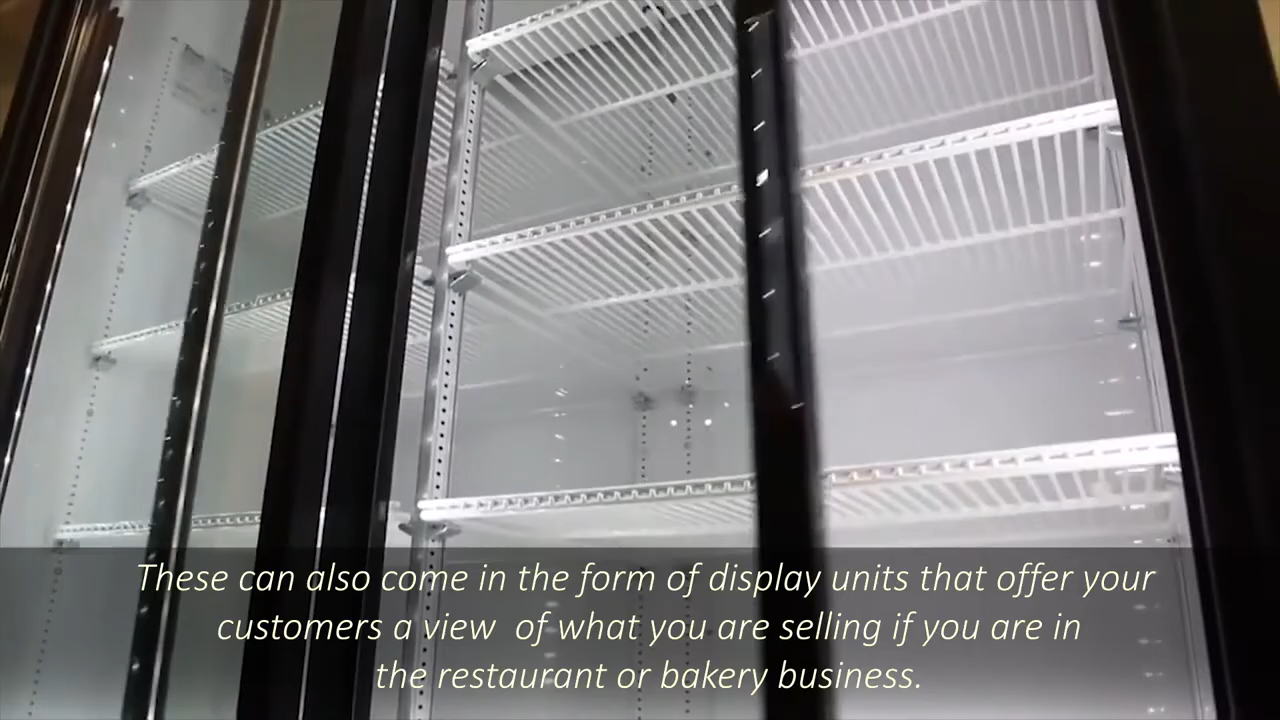 These can also come in the form of display units that offer your
customers a view  of what you are selling if you are in
the restaurant or bakery business.